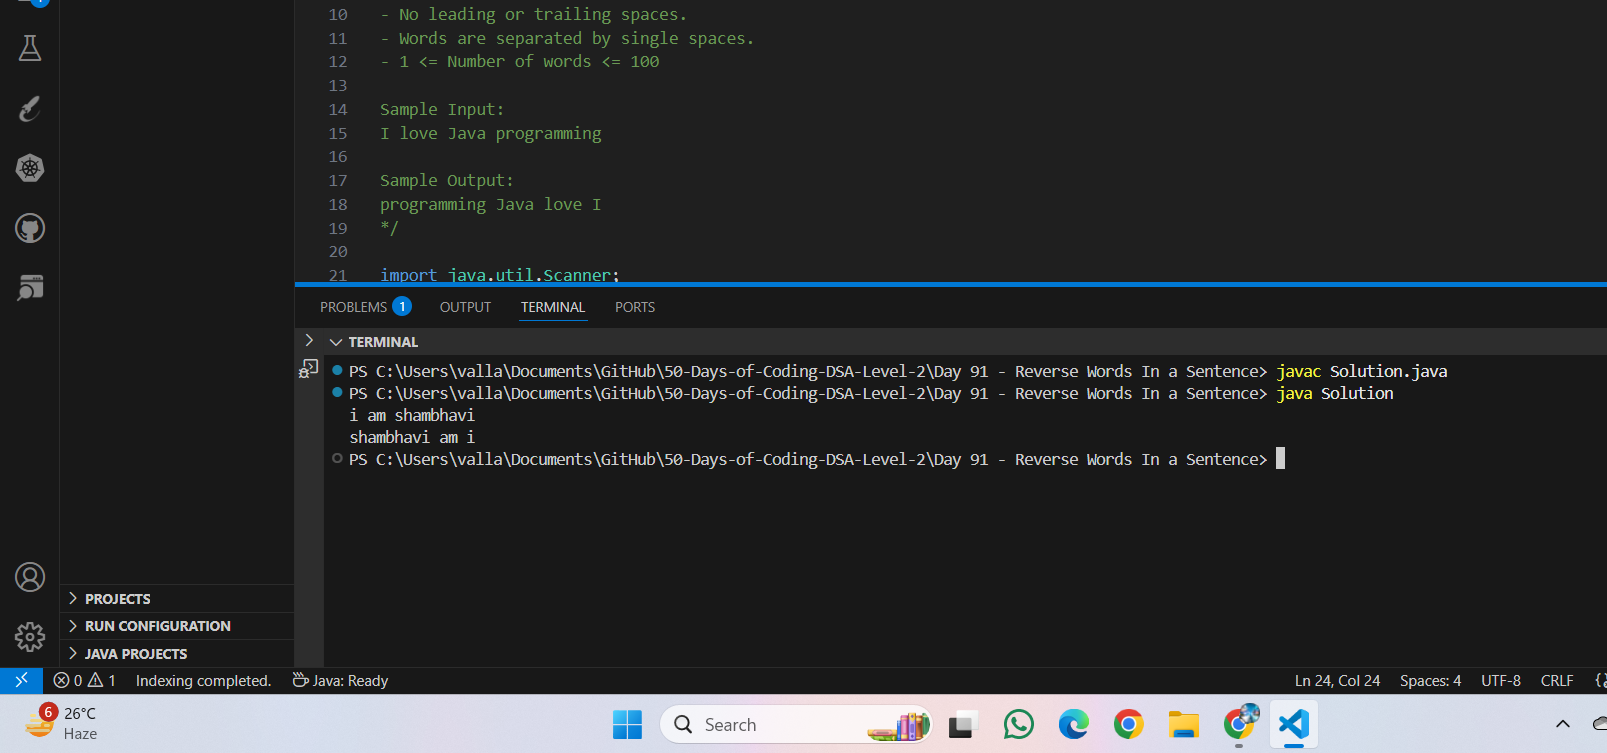 10 - No leading or trailing spaces.
11 - Words are separated by single spaces.
12 - 1 <= Number of words <= 100
13
14 Sample Input:
15 I love Java programming
16
17 Sample Output:
18 programming Java love I
19 */
20
21 import java.util.Scanner;
PROBLEMS 1 OUTPUT TERMINAL PORTS
TERMINAL
PS C:\Users\valla\Documents\GitHub\50-Days-of-Coding-DSA-Level-2\Day 91 - Reverse Words In a Sentence> javac Solution.java
PS C:\Users\valla\Documents\GitHub\50-Days-of-Coding-DSA-Level-2\Day 91 - Reverse Words In a Sentence> java Solution
i am shambhavi
shambhavi am i
PS C:\Users\valla\Documents\GitHub\50-Days-of-Coding-DSA-Level-2\Day 91 - Reverse Words In a Sentence>
PROJECTS
RUN CONFIGURATION
JAVA PROJECTS
0 1 Indexing completed. Java: Ready Ln 24, Col 24 Spaces: 4 UTF-8 CRLF
6 26°C
Haze
Search